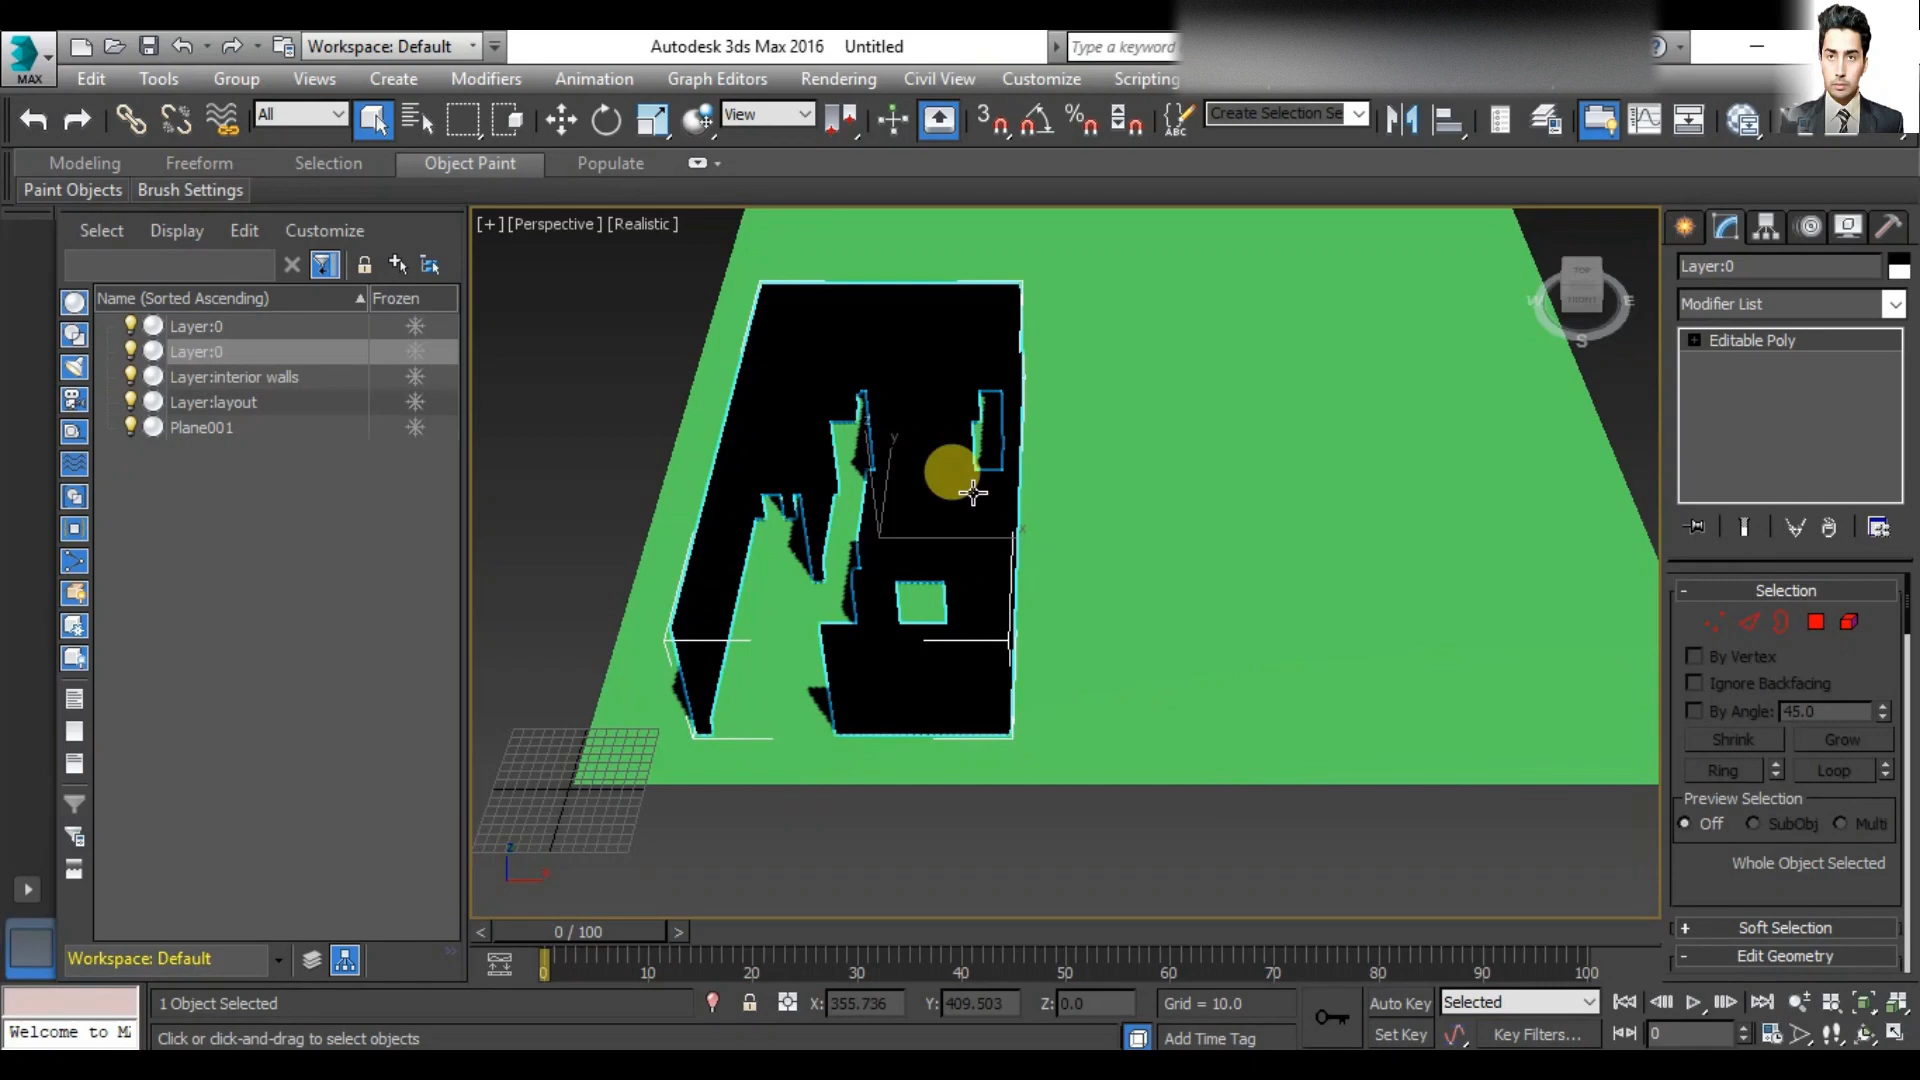 Workspace: Default
Autodesk 3ds Max 2016 Untitled
Type a keyword
MAX
Edit Tools Group Views Create Modifiers Animation Graph Editors Rendering Civil View Customize Scripting
All
View
3
ABC
Create Selection Se
Modeling Freeform Selection Object Paint Populate
Paint Objects Brush Settings
Select Display Edit Customize
Name (Sorted Ascending) Frozen
Layer:0
Layer:0
Layer:interior walls
Layer:layout
Plane001
[+] [Perspective ] [Realistic ]
TOP
FRONT
W E
S
y
x
z
Layer:0
Modifier List
Editable Poly
Selection
By Vertex
Ignore Backfacing
By Angle: 45.0
Shrink Grow
Ring Loop
Preview Selection
Off SubObj Multi
Whole Object Selected
Soft Selection
Edit Geometry
Workspace: Default
< 0 / 100 >
0 10 20 30 40 50 60 70 80 90 100
1 Object Selected
X: 355.736 Y: 409.503 Z: 0.0 Grid = 10.0
Auto Key Selected
Welcome to M
Click or click-and-drag to select objects
Add Time Tag
Set Key Key Filters... 0